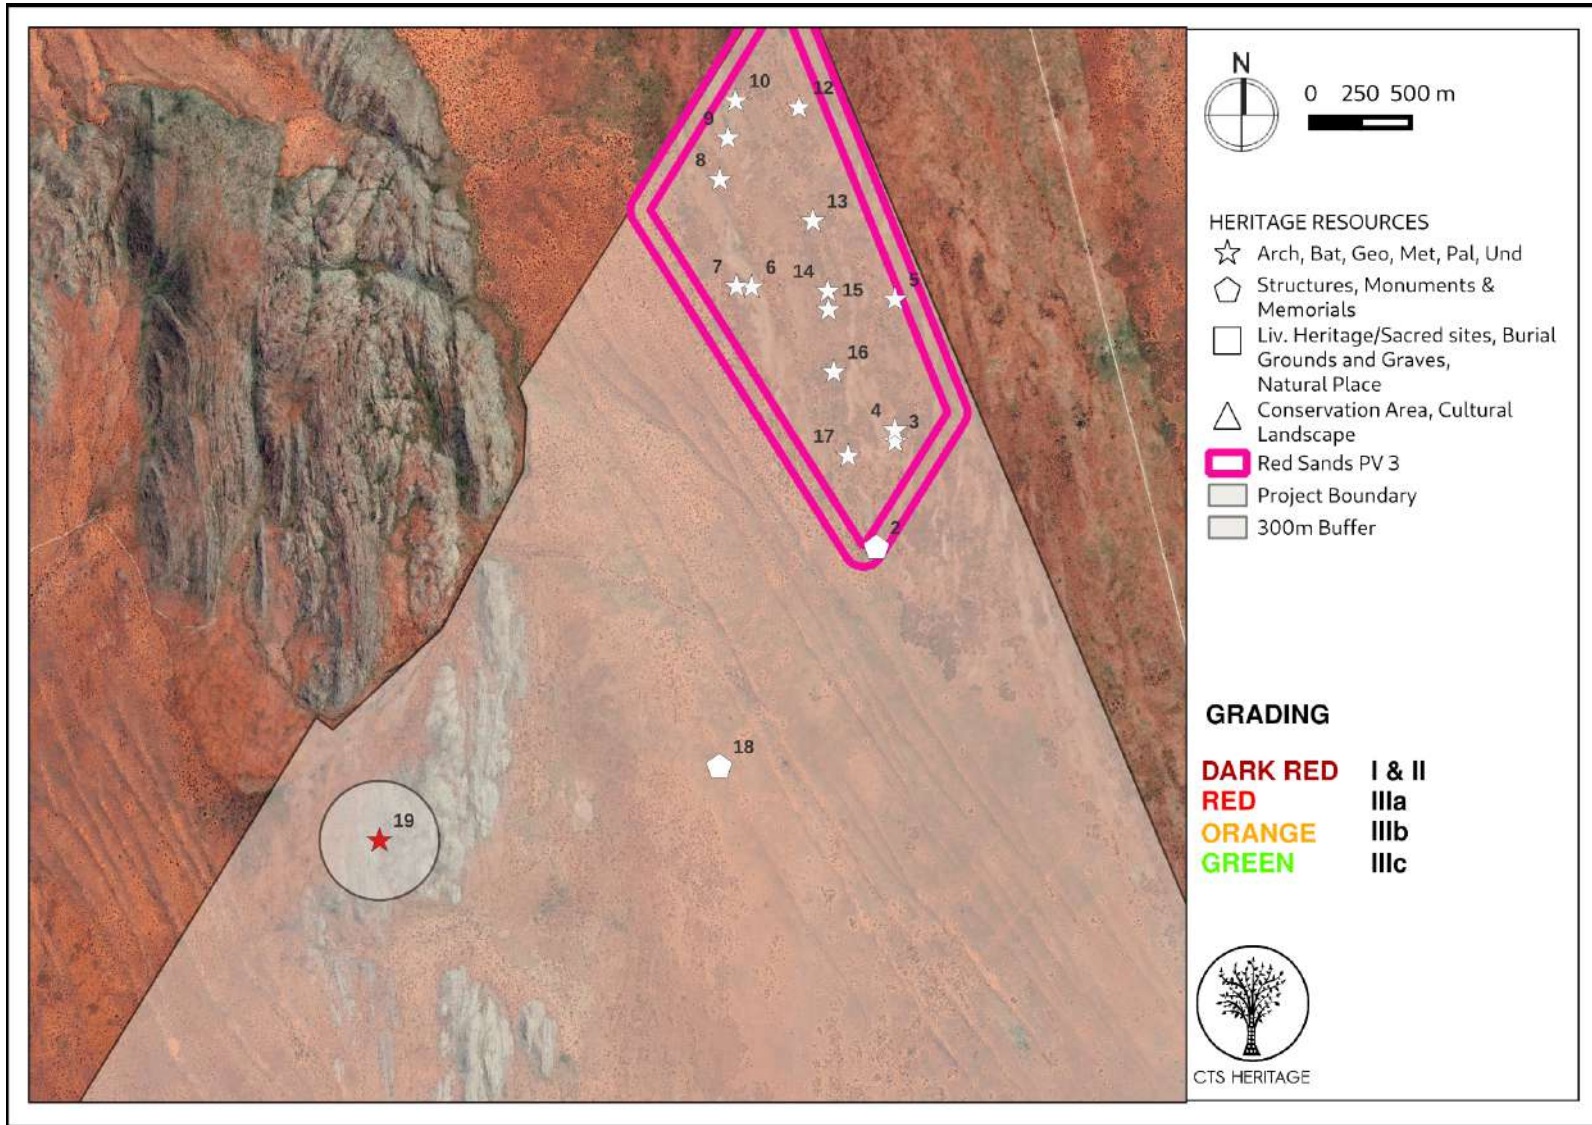 10
12
9
8
13
7
6
14
15
5
16
4
3
17
2
18
19
N
0 250 500 m
HERITAGE RESOURCES
Arch, Bat, Geo, Met, Pal, Und
Structures, Monuments &
Memorials
Liv. Heritage/Sacred sites, Burial
Grounds and Graves,
Natural Place
Conservation Area, Cultural
Landscape
Red Sands PV 3
Project Boundary
300m Buffer
GRADING
DARK RED I & II
RED IIIa
ORANGE IIIb
GREEN IIIc
CTS HERITAGE